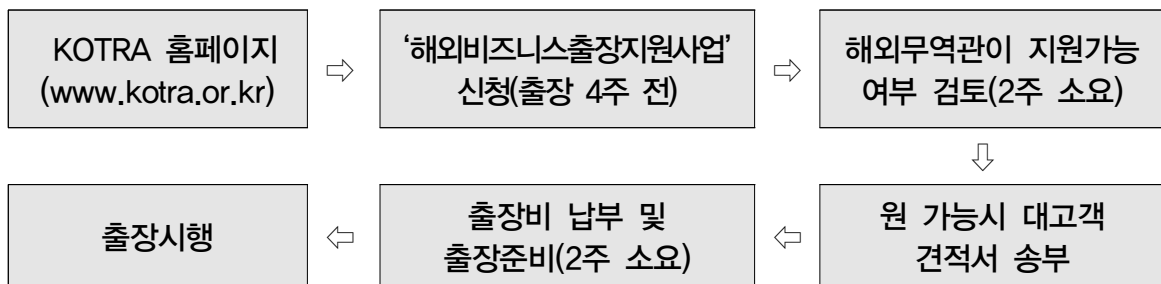 KOTRA 홈페이지
(www.kotra.or.kr)
‘해외비즈니스출장지원사업’
신청(출장 4주 전)
해외무역관이 지원가능
여부 검토(2주 소요)
원 가능시 대고객
견적서 송부
출장비 납부 및
출장준비(2주 소요)
출장시행